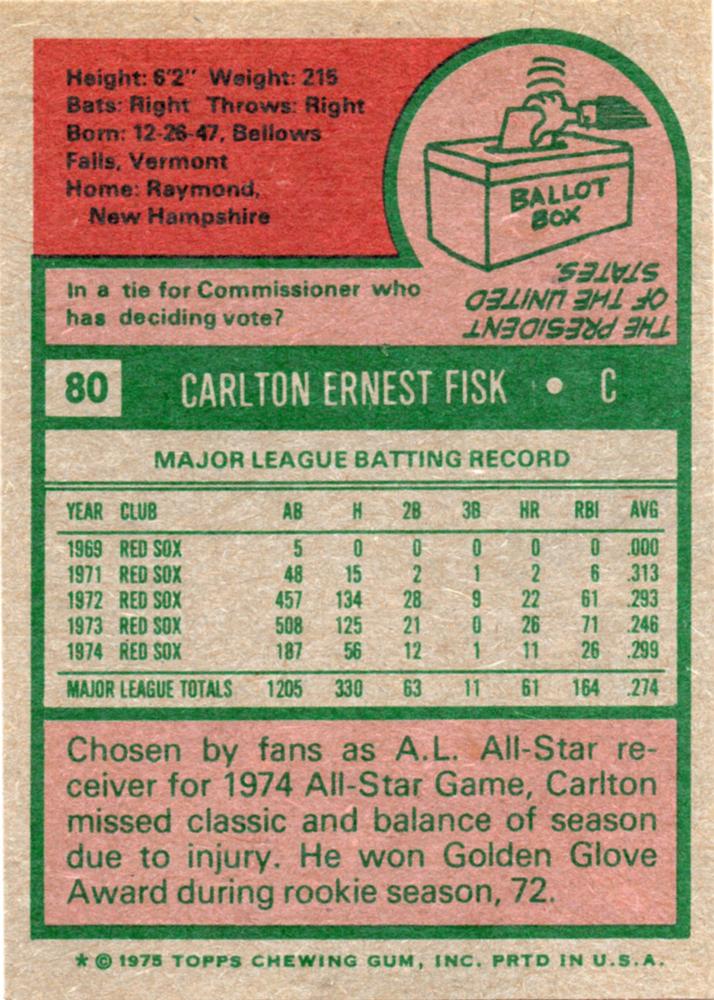 Height: 6'2" Weight: 215
Bats: Right Throws: Right
Born: 12-26-47, Bellows
Falls, Vermont
Home: Raymond,
New Hampshire
BALLOT
BOX
In a tie for Commissioner who
has deciding vote?
THE PRESIDENT
OF THE UNITED
STATES.
80 CARLTON ERNEST FISK • C
MAJOR LEAGUE BATTING RECORD
YEAR CLUB AB H 2B 3B HR RBI AVG
1969 RED SOX 5 0 0 0 0 0 .000
1971 RED SOX 48 15 2 1 2 6 .313
1972 RED SOX 457 134 28 9 22 61 .293
1973 RED SOX 508 125 21 0 26 71 .246
1974 RED SOX 187 56 12 1 11 26 .299
MAJOR LEAGUE TOTALS 1205 330 63 11 61 164 .274
Chosen by fans as A.L. All-Star re-
ceiver for 1974 All-Star Game, Carlton
missed classic and balance of season
due to injury. He won Golden Glove
Award during rookie season, 72.
* © 1975 TOPPS CHEWING GUM, INC. PRTD IN U.S.A.